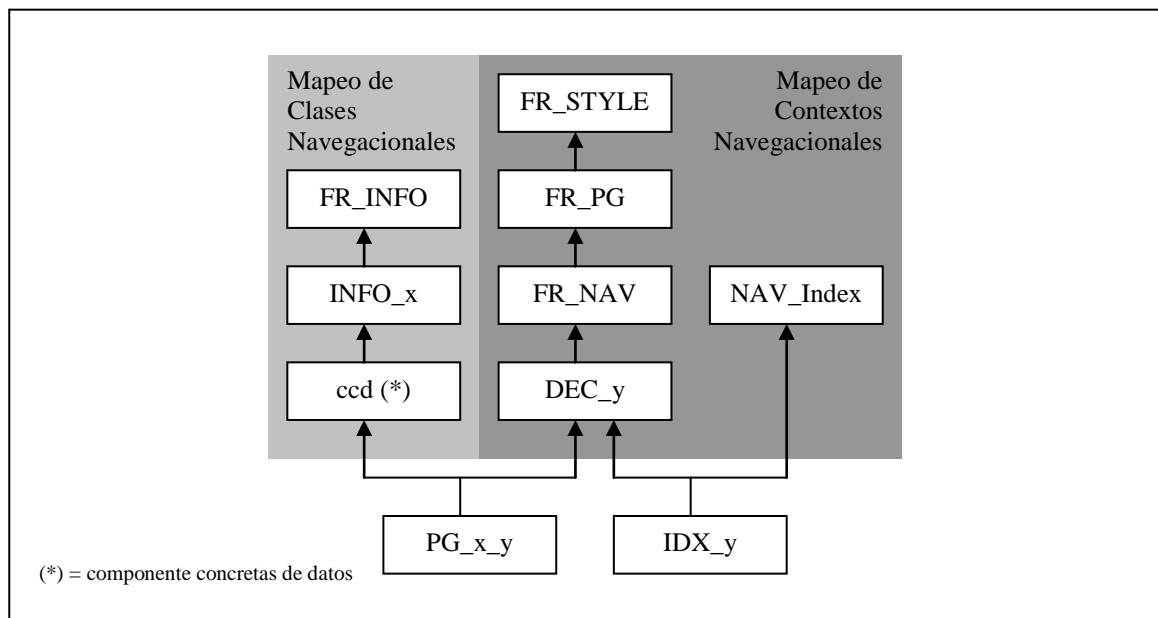 Mapeo de
Clases
Navegacionales
Mapeo de
Contextos
Navegacionales
FR_STYLE
FR_INFO
FR_PG
INFO_x
FR_NAV
NAV_Index
ccd (*)
DEC_y
PG_x_y
IDX_y
(*) = componente concretas de datos